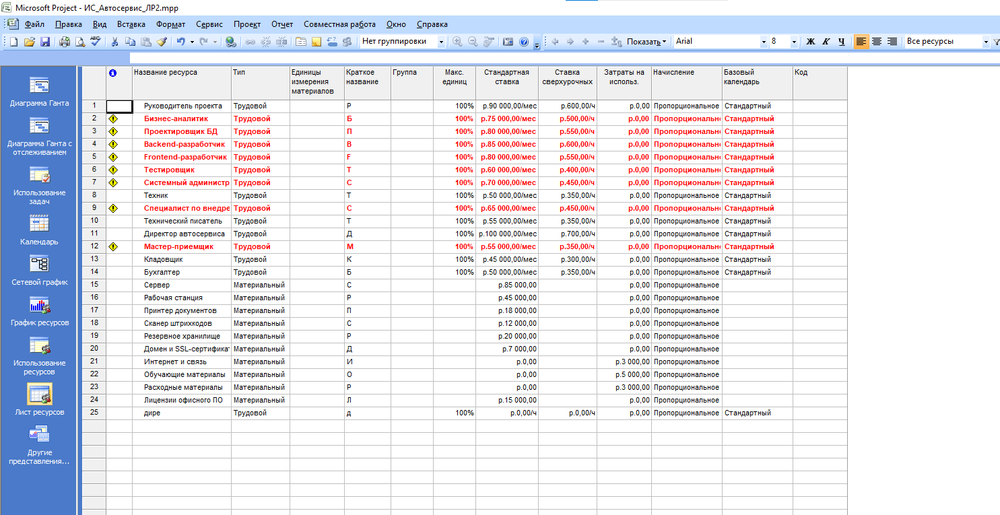 Microsoft Project - ИС_Автосервис_ЛР2.mpp
Файл Правка Вид Вставка Формат Сервис Проект Отчет Совместная работа Окно Справка
Нет группировки Показать Arial 8 Ж К Ч Все ресурсы
Диаграмма Ганта
Диаграмма Ганта с
отслеживанием
Использование
задач
Календарь
Сетевой график
График ресурсов
Использование
ресурсов
Лист ресурсов
Другие
представления...
Название ресурса Тип Единицы измерения материалов Краткое название Группа Макс. единиц Стандартная ставка Ставка сверхурочных Затраты на использ. Начисление Базовый календарь Код
1 Руководитель проекта Трудовой Р 100% р.90 000,00/мес р.600,00/ч р.0,00 Пропорциональное Стандартный
2 Бизнес-аналитик Трудовой Б 100% р.75 000,00/мес р.500,00/ч р.0,00 Пропорциональн Стандартный
3 Проектировщик БД Трудовой П 100% р.80 000,00/мес р.550,00/ч р.0,00 Пропорциональн Стандартный
4 Backend-разработчик Трудовой B 100% р.85 000,00/мес р.600,00/ч р.0,00 Пропорциональн Стандартный
5 Frontend-разработчик Трудовой F 100% р.80 000,00/мес р.550,00/ч р.0,00 Пропорциональн Стандартный
6 Тестировщик Трудовой Т 100% р.60 000,00/мес р.400,00/ч р.0,00 Пропорциональн Стандартный
7 Системный администр Трудовой С 100% р.70 000,00/мес р.450,00/ч р.0,00 Пропорциональн Стандартный
8 Техник Трудовой Т 100% р.50 000,00/мес р.350,00/ч р.0,00 Пропорциональное Стандартный
9 Специалист по внедре Трудовой С 100% р.65 000,00/мес р.450,00/ч р.0,00 Пропорциональн Стандартный
10 Технический писатель Трудовой Т 100% р.55 000,00/мес р.350,00/ч р.0,00 Пропорциональное Стандартный
11 Директор автосервиса Трудовой Д 100% р.100 000,00/мес р.700,00/ч р.0,00 Пропорциональное Стандартный
12 Мастер-приемщик Трудовой М 100% р.55 000,00/мес р.350,00/ч р.0,00 Пропорциональн Стандартный
13 Кладовщик Трудовой К 100% р.45 000,00/мес р.300,00/ч р.0,00 Пропорциональное Стандартный
14 Бухгалтер Трудовой Б 100% р.50 000,00/мес р.350,00/ч р.0,00 Пропорциональное Стандартный
15 Сервер Материальный С р.85 000,00 р.0,00 Пропорциональное
16 Рабочая станция Материальный Р р.45 000,00 р.0,00 Пропорциональное
17 Принтер документов Материальный П р.18 000,00 р.0,00 Пропорциональное
18 Сканер штрихкодов Материальный С р.12 000,00 р.0,00 Пропорциональное
19 Резервное хранилище Материальный Р р.20 000,00 р.0,00 Пропорциональное
20 Домен и SSL-сертифика Материальный Д р.7 000,00 р.0,00 Пропорциональное
21 Интернет и связь Материальный И р.0,00 р.3 000,00 Пропорциональное
22 Обучающие материалы Материальный О р.0,00 р.5 000,00 Пропорциональное
23 Расходные материалы Материальный Р р.0,00 р.3 000,00 Пропорциональное
24 Лицензии офисного ПО Материальный Л р.15 000,00 р.0,00 Пропорциональное
25 дире Трудовой д 100% р.0,00/ч р.0,00/ч р.0,00 Пропорциональное Стандартный